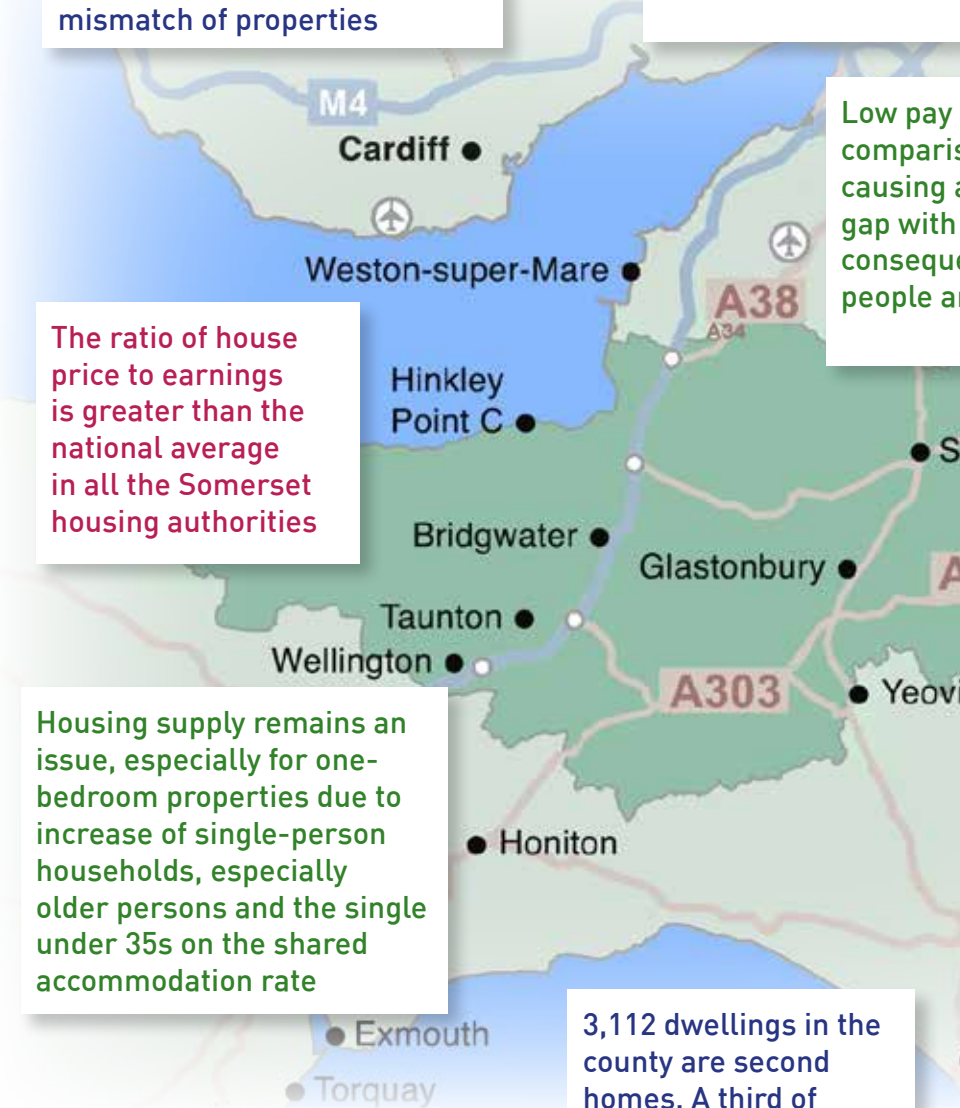 mismatch of properties
M4
Cardiff
Low pay
causing a
gap with
people
Weston-super-Mare
A38
A34
The ratio of house
price to earnings
is greater than the
national average
in all the Somerset
housing authorities
Hinkley
Point C
S
Bridgwater
Glastonbury
A
Taunton
Wellington
A303
Housing supply remains an
issue, especially for one-
bedroom properties due to
increase of single-person
households, especially
older persons and the single
under 35s on the shared
accommodation rate
Honiton
Exmouth
Torquay
3,112 dwellings in the
county are second
homes. A third of